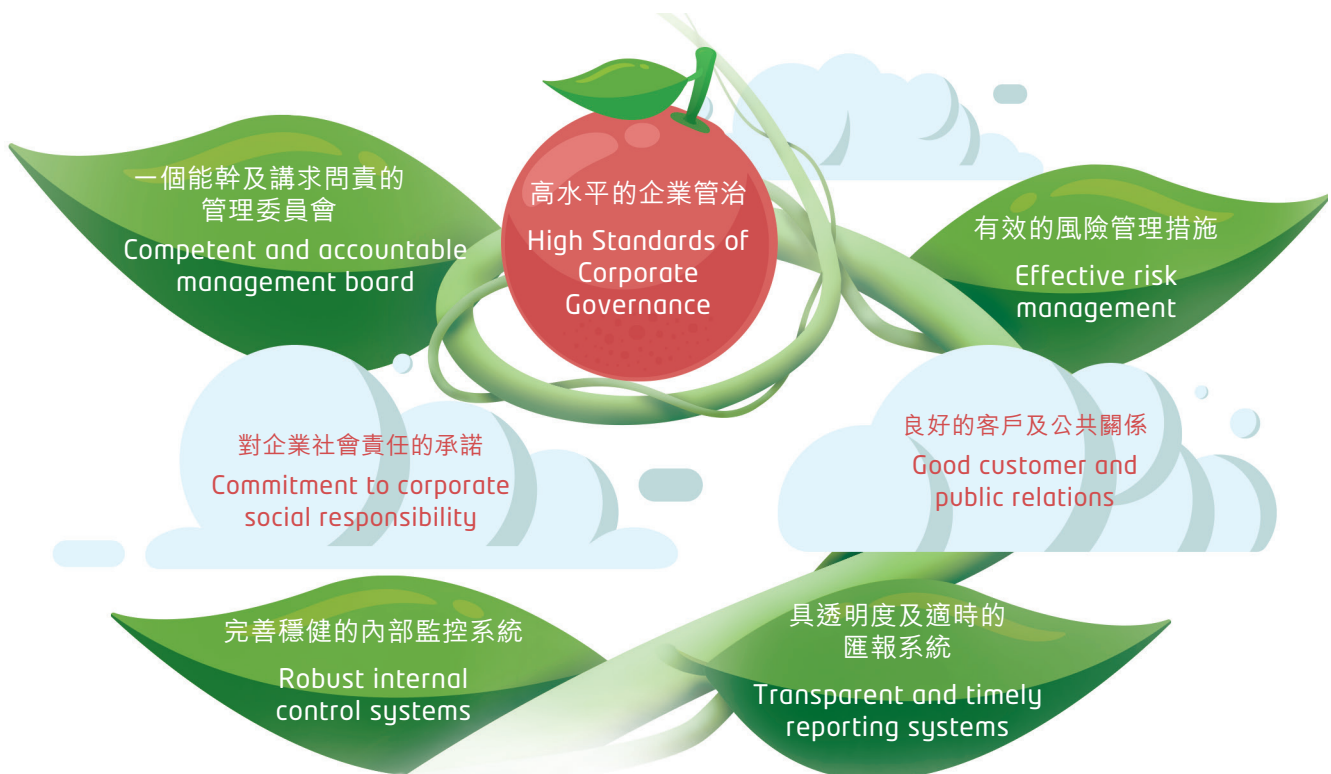 一個能幹及講求問責的
管理委員會
Competent and accountable
management board
高水平的企業管治
High Standards of
Corporate
Governance
有效的風險管理措施
Effective risk
management
對企業社會責任的承諾
Commitment to corporate
social responsibility
良好的客戶及公共關係
Good customer and
public relations
完善穩健的內部監控系統
Robust internal
control systems
具透明度及適時的
匯報系統
Transparent and timely
reporting systems